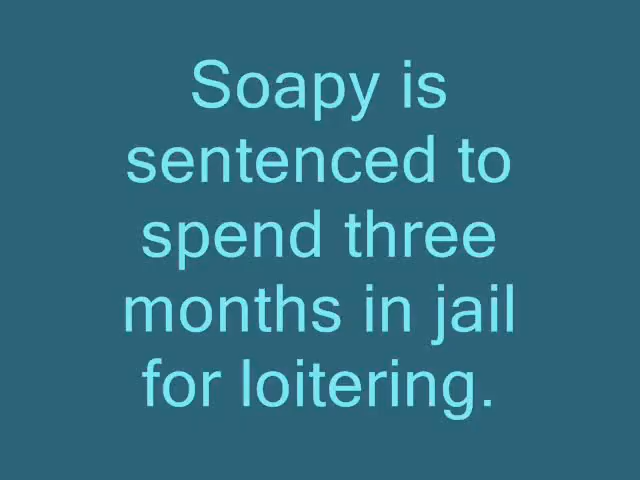 Soapy is
sentenced to
spend three
months in jail
for loitering.